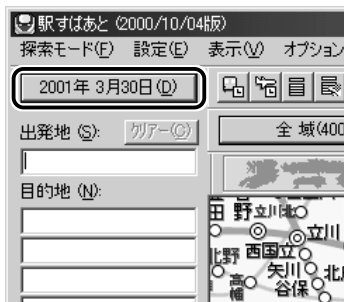 駅すぱあと (2000/10/04版)
探索モード(F) 設定(E) 表示(V) オプション
2001年 3月30日(D)
出発地 (S): クリアー(C)
全 域(400
目的地 (N):
野 立川北
立川
北野 西国立
矢川
高幡 谷保